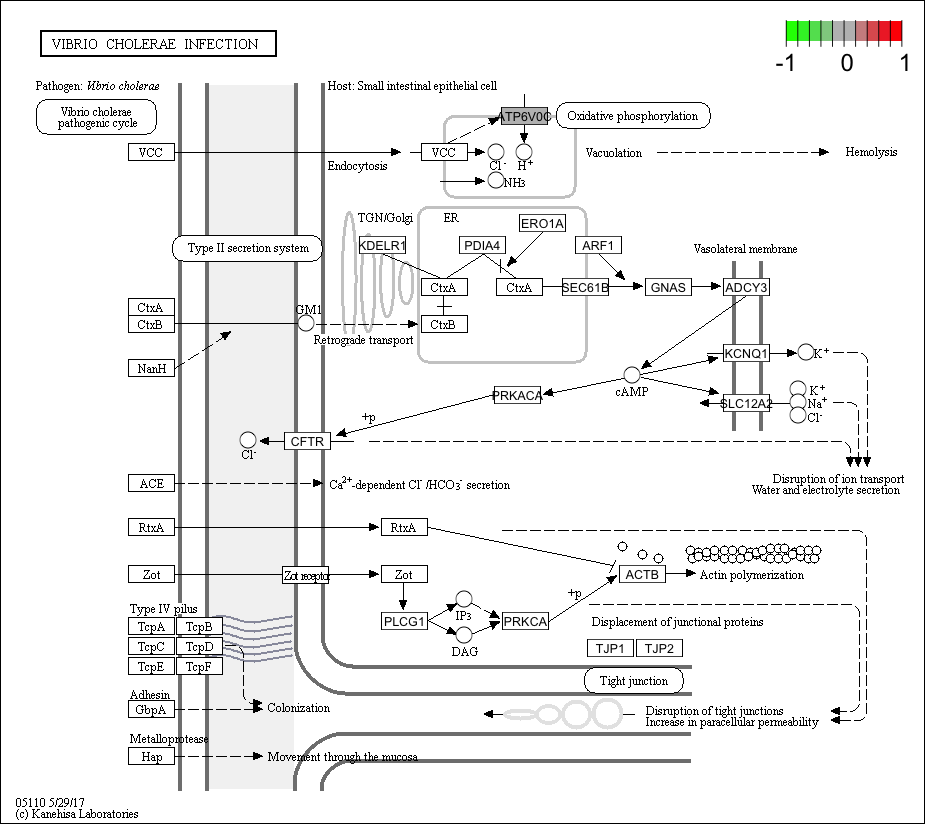 VIBRIO CHOLERAE INFECTION
-1 0 1
Pathogen: Vibrio cholerae
Host: Small intestinal epithelial cell
Vibrio cholerae
pathogenic cycle
ATP6V0C
Oxidative phosphorylation
VCC
Endocytosis
VCC
Cl-
H+
NH3
Vacuolation
Hemolysis
TGN/Golgi
ER
ERO1A
Type II secretion system
KDELR1
PDIA4
ARF1
Vasolateral membrane
CtxA
CtxA
SEC61B
GNAS
ADCY3
CtxA
CtxB
GM1
CtxB
Retrograde transport
NanH
KCNQ1
K+
cAMP
PRKACA
SLC12A2
K+
Na+
Cl-
+p
CFTR
Cl-
Disruption of ion transport
Water and electrolyte secretion
ACE
Ca2+-dependent Cl-/HCO3- secretion
RtxA
RtxA
Zot
Zot receptor
Zot
ACTB
Actin polymerization
+p
Type IV pilus
IP3
PLCG1
PRKCA
DAG
Displacement of junctional proteins
TcpA
TcpB
TcpC
TcpD
TcpE
TcpF
TJP1
TJP2
Tight junction
Adhesin
GbpA
Colonization
Disruption of tight junctions
Increase in paracellular permeability
Metalloprotease
Hap
Movement through the mucosa
05110 5/29/17
(c) Kanehisa Laboratories